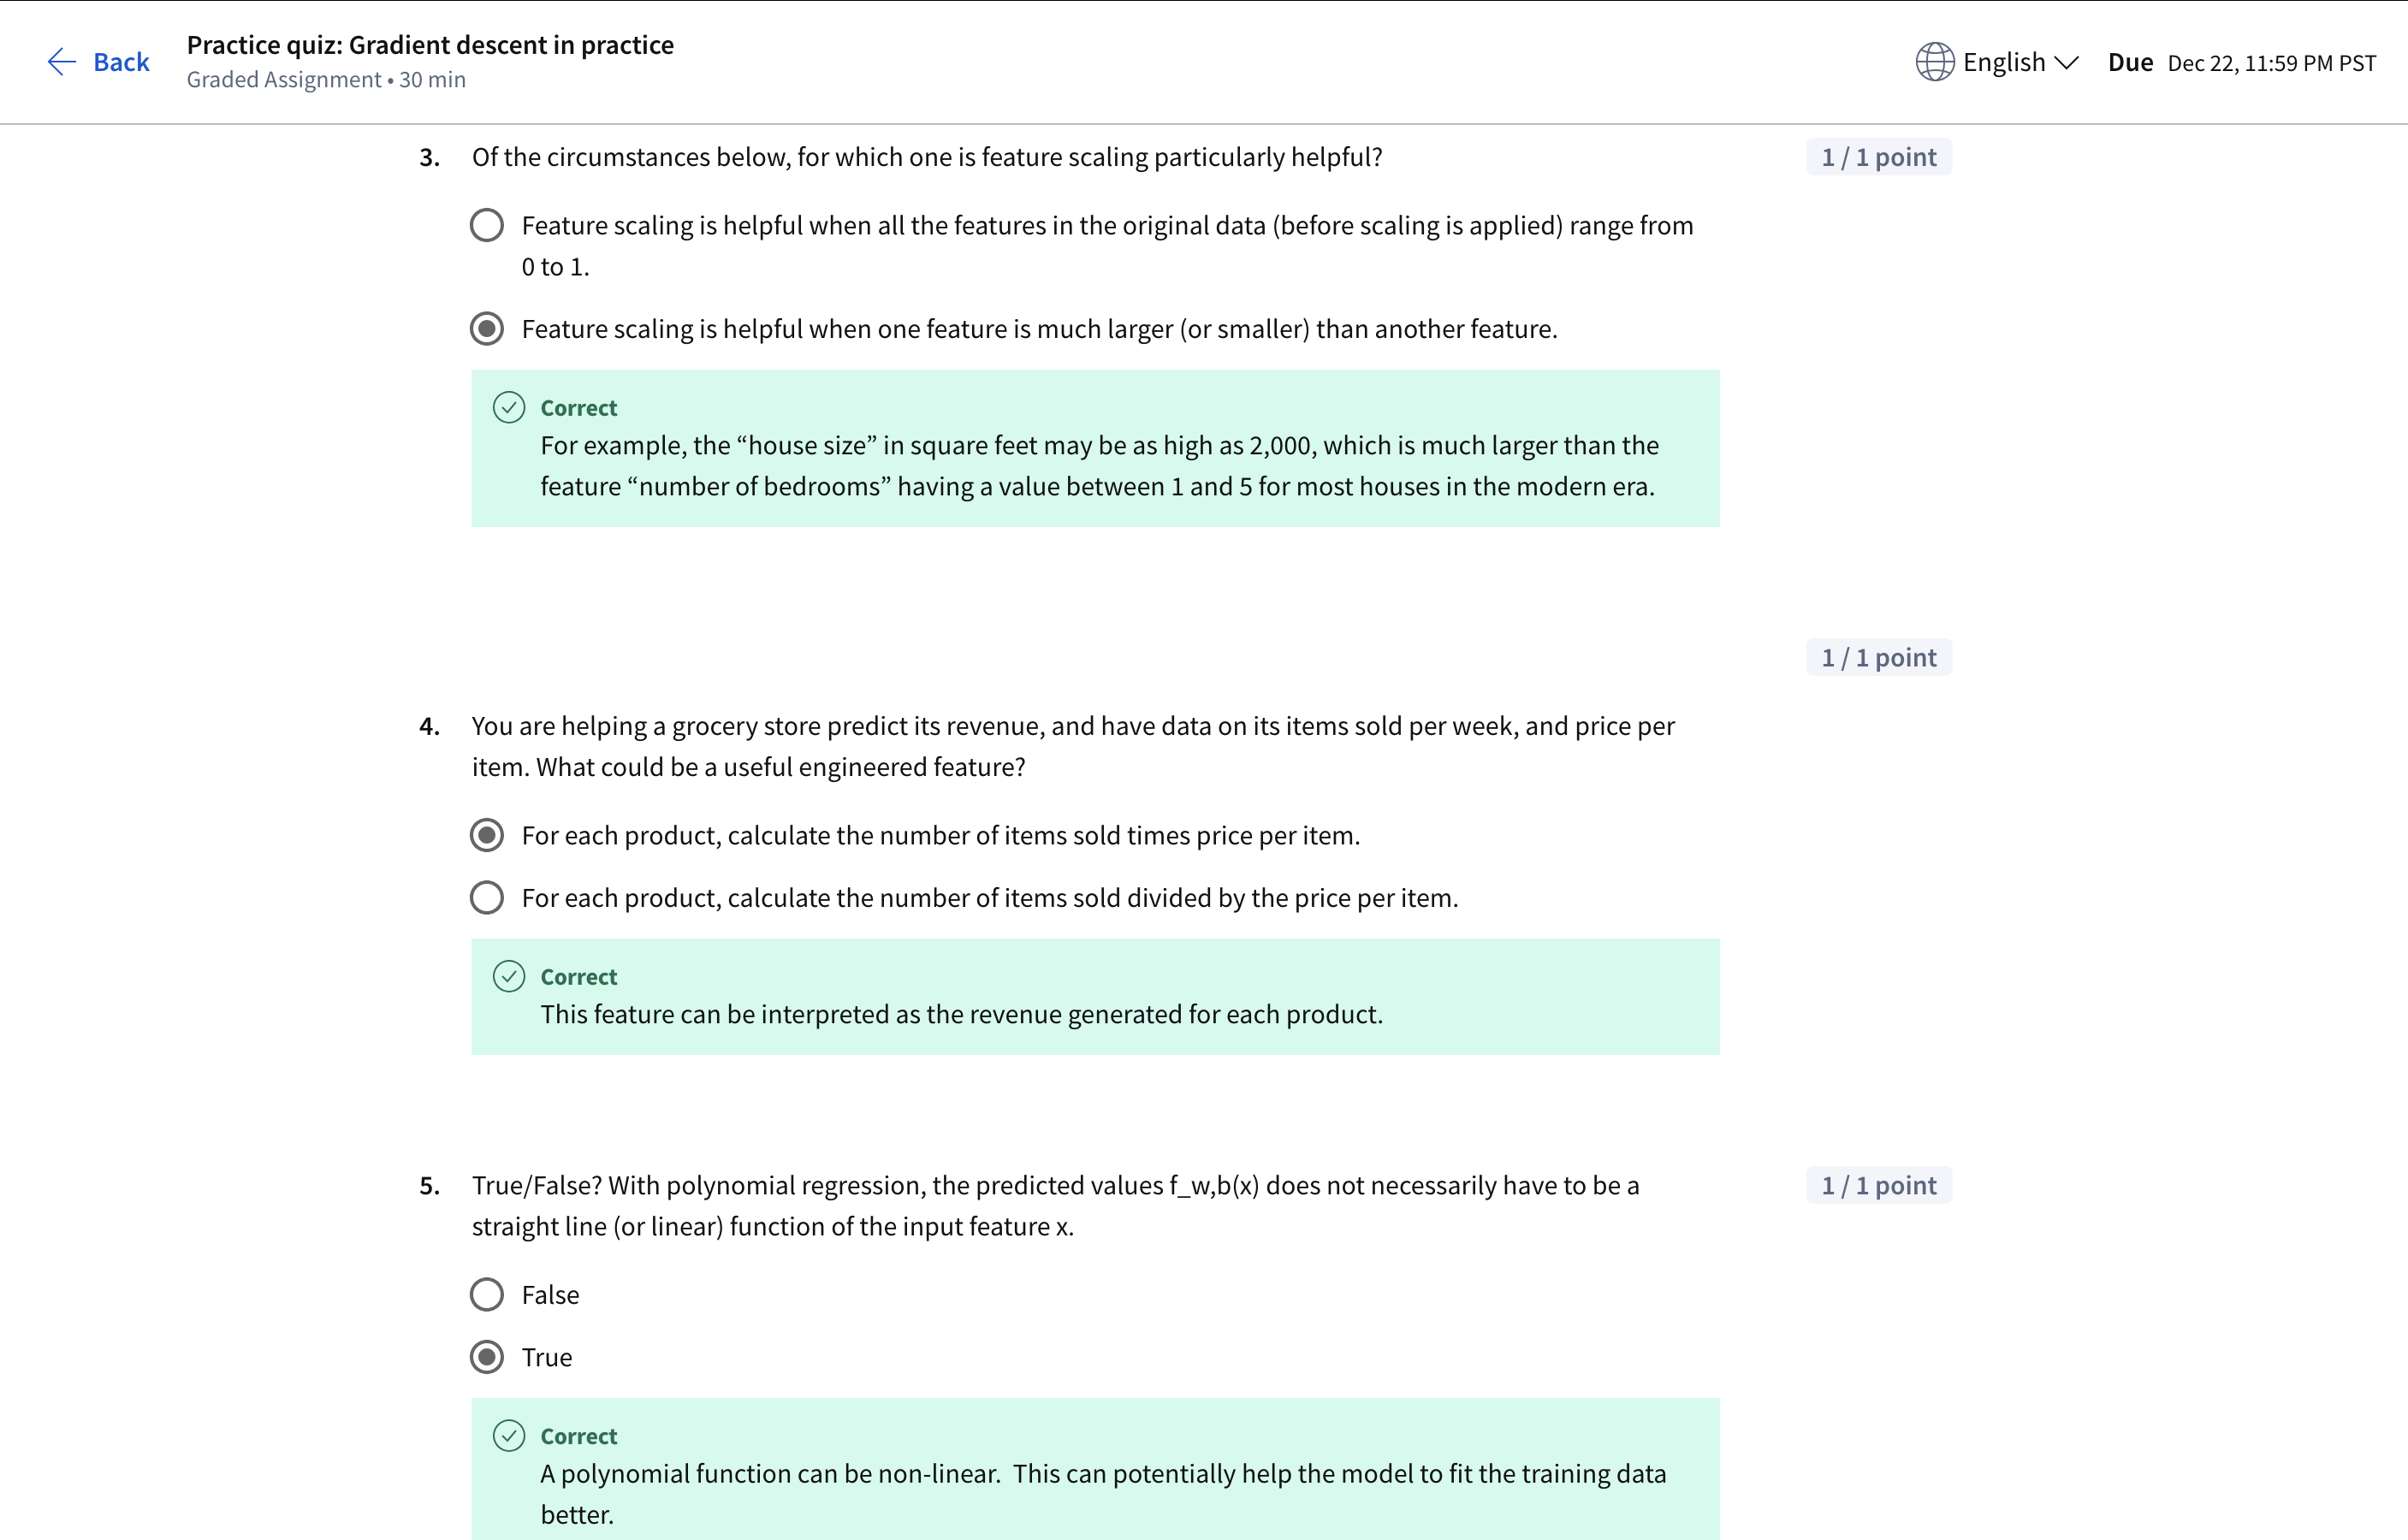 Back
Practice quiz: Gradient descent in practice
Graded Assignment • 30 min
English
Due Dec 22, 11:59 PM PST
3. Of the circumstances below, for which one is feature scaling particularly helpful?
1 / 1 point
Feature scaling is helpful when all the features in the original data (before scaling is applied) range from
0 to 1.
Feature scaling is helpful when one feature is much larger (or smaller) than another feature.
Correct
For example, the “house size” in square feet may be as high as 2,000, which is much larger than the
feature “number of bedrooms” having a value between 1 and 5 for most houses in the modern era.
1 / 1 point
4. You are helping a grocery store predict its revenue, and have data on its items sold per week, and price per
item. What could be a useful engineered feature?
For each product, calculate the number of items sold times price per item.
For each product, calculate the number of items sold divided by the price per item.
Correct
This feature can be interpreted as the revenue generated for each product.
5. True/False? With polynomial regression, the predicted values f_w,b(x) does not necessarily have to be a
1 / 1 point
straight line (or linear) function of the input feature x.
False
True
Correct
A polynomial function can be non-linear.  This can potentially help the model to fit the training data
better.